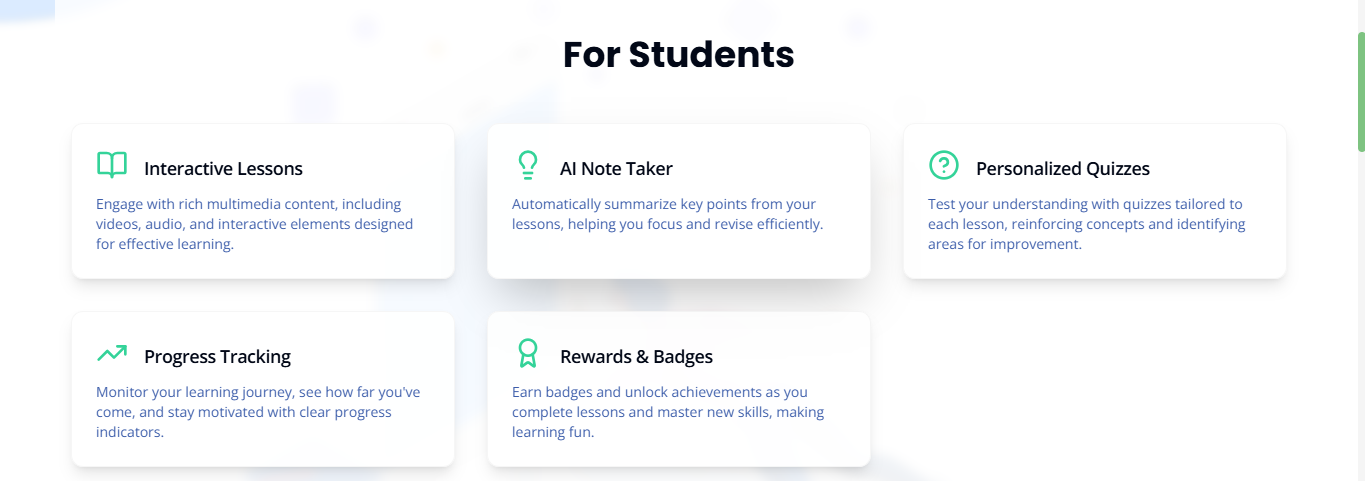 For Students
Interactive Lessons
Engage with rich multimedia content, including
videos, audio, and interactive elements designed
for effective learning.
AI Note Taker
Automatically summarize key points from your
lessons, helping you focus and revise efficiently.
Personalized Quizzes
Test your understanding with quizzes tailored to
each lesson, reinforcing concepts and identifying
areas for improvement.
Progress Tracking
Monitor your learning journey, see how far you've
come, and stay motivated with clear progress
indicators.
Rewards & Badges
Earn badges and unlock achievements as you
complete lessons and master new skills, making
learning fun.